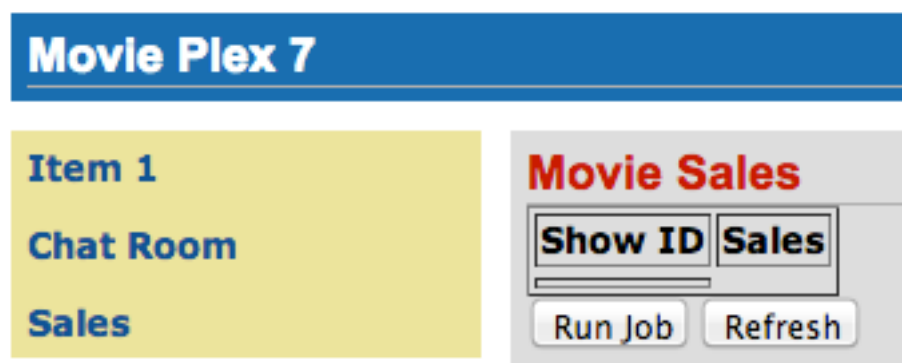 Movie Plex 7
Item 1
Chat Room
Sales
Movie Sales
Show ID Sales
Run Job Refresh